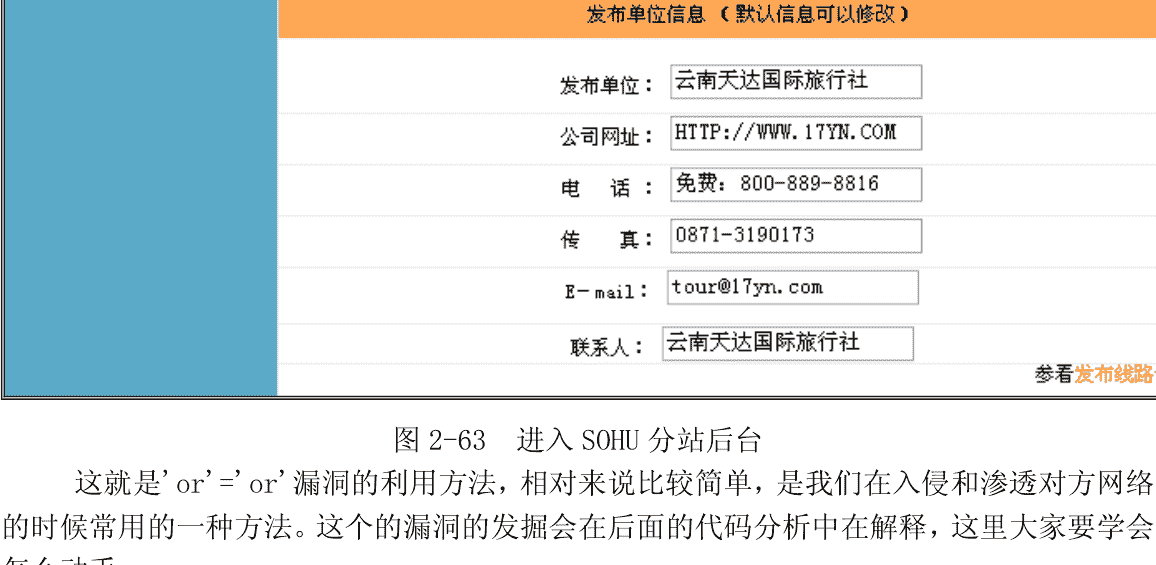 发布单位信息（默认信息可以修改）
发布单位： 云南天达国际旅行社
公司网址： HTTP://WWW.17YN.COM
电 话： 免费：800-889-8816
传 真： 0871-3190173
E-mail： tour@17yn.com
联系人： 云南天达国际旅行社
参看发布线路
图 2-63 进入 SOHU 分站后台
这就是'or'='or'漏洞的利用方法，相对来说比较简单，是我们在入侵和渗透对方网络
的时候常用的一种方法。这个的漏洞的发掘会在后面的代码分析中在解释，这里大家要学会